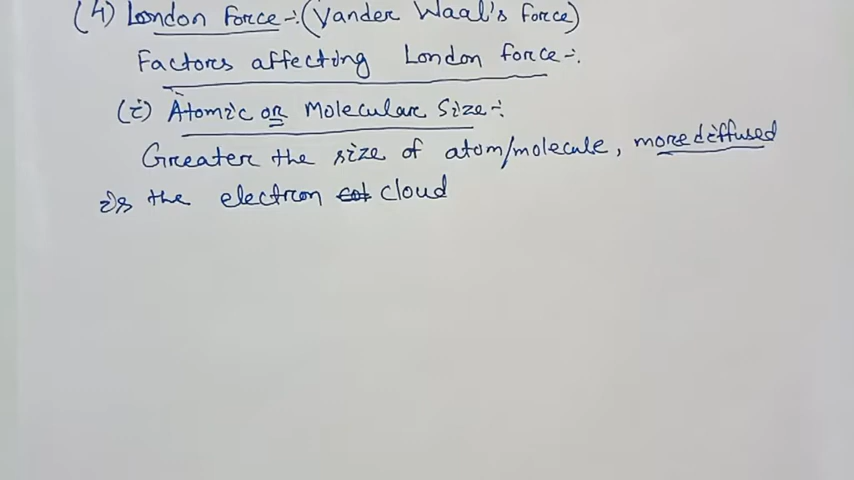 (4) London Force -:(Vander Waal's Force)
Factors affecting London force -:
(i) Atomic or Molecular Size -:
Greater the size of atom/molecule, more diffused
is the electron cloud